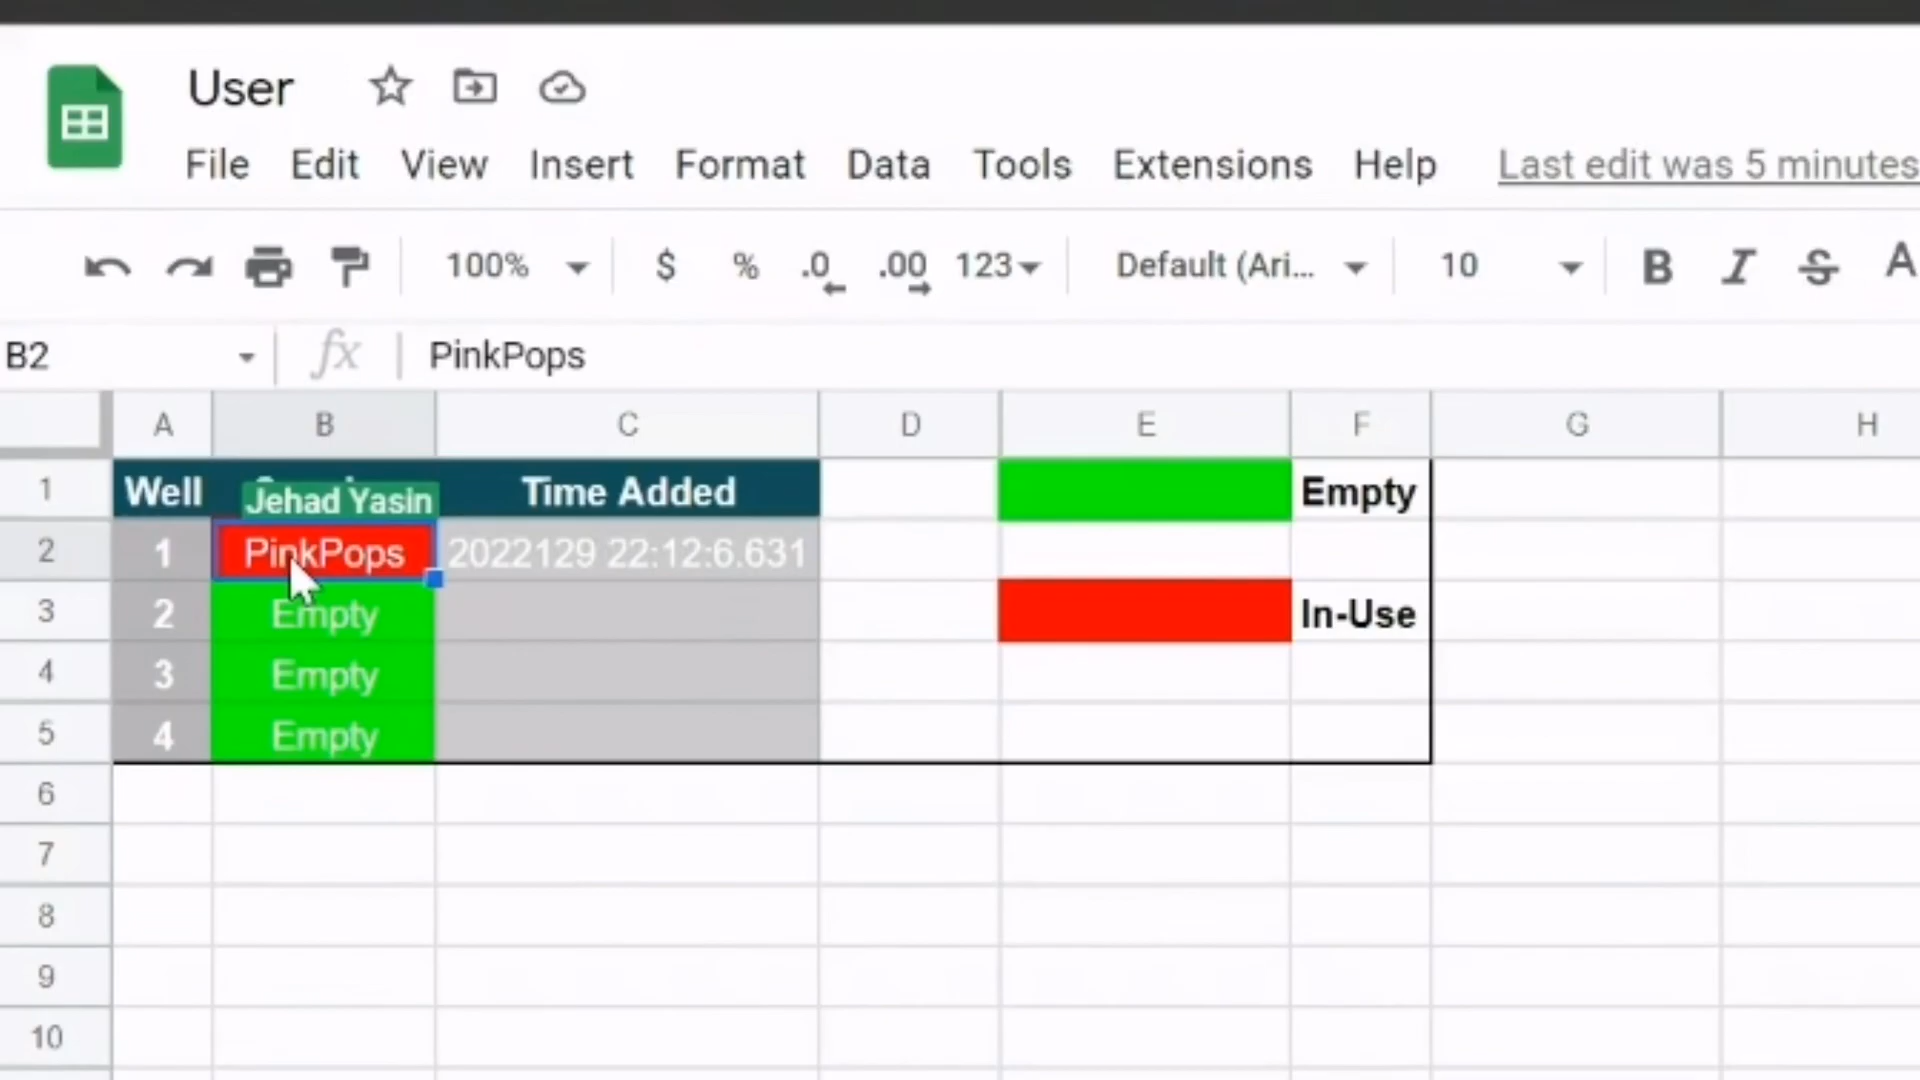 User
File Edit View Insert Format Data Tools Extensions Help Last edit was 5 minutes
100% $ % .0 .00 123 Default (Ari... 10 B I S A
B2 fx PinkPops
A B C D E F G H
1 Well Time Added Empty
Jehad Yasin
2 1 PinkPops 2022129 22:12:6.631
3 2 Empty In-Use
4 3 Empty
5 4 Empty
6
7
8
9
10